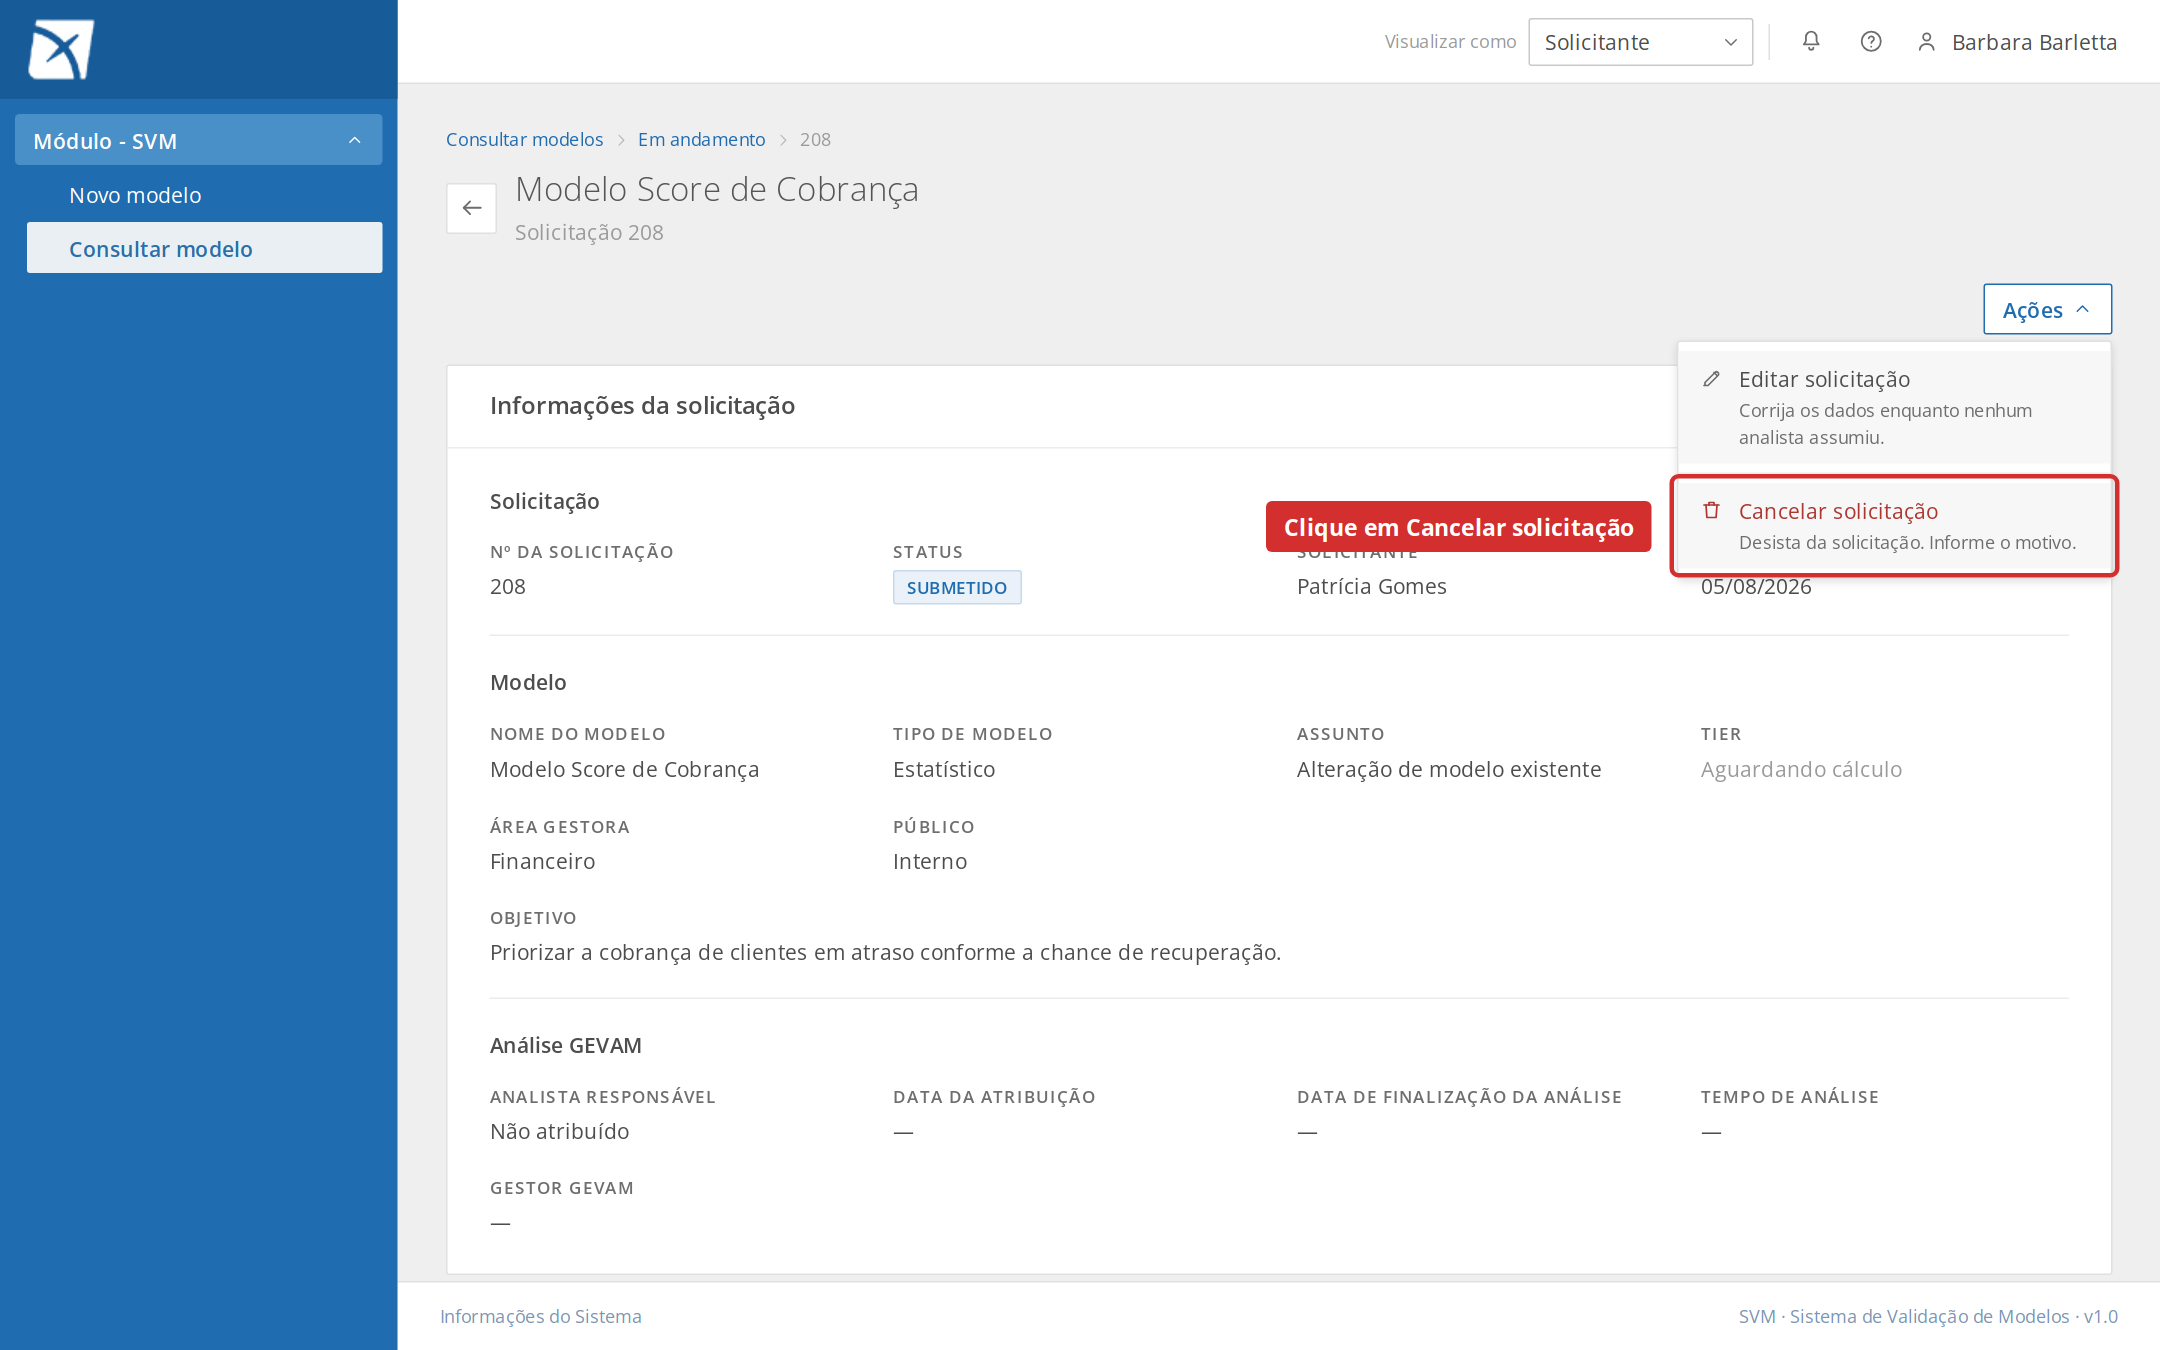 Visualizar como
Solicitante
Barbara Barletta
Módulo - SVM
Novo modelo
Consultar modelo
Consultar modelos
Em andamento
208
Modelo Score de Cobrança
Solicitação 208
Ações
Editar solicitação
Corrija os dados enquanto nenhum
analista assumiu.
Cancelar solicitação
Desista da solicitação. Informe o motivo.
Clique em Cancelar solicitação
Informações da solicitação
Solicitação
Nº DA SOLICITAÇÃO
208
STATUS
SUBMETIDO
SOLICITANTE
Patrícia Gomes
05/08/2026
Modelo
NOME DO MODELO
Modelo Score de Cobrança
TIPO DE MODELO
Estatístico
ASSUNTO
Alteração de modelo existente
TIER
Aguardando cálculo
ÁREA GESTORA
Financeiro
PÚBLICO
Interno
OBJETIVO
Priorizar a cobrança de clientes em atraso conforme a chance de recuperação.
Análise GEVAM
ANALISTA RESPONSÁVEL
Não atribuído
DATA DA ATRIBUIÇÃO
—
DATA DE FINALIZAÇÃO DA ANÁLISE
—
TEMPO DE ANÁLISE
—
GESTOR GEVAM
—
Informações do Sistema
SVM · Sistema de Validação de Modelos · v1.0